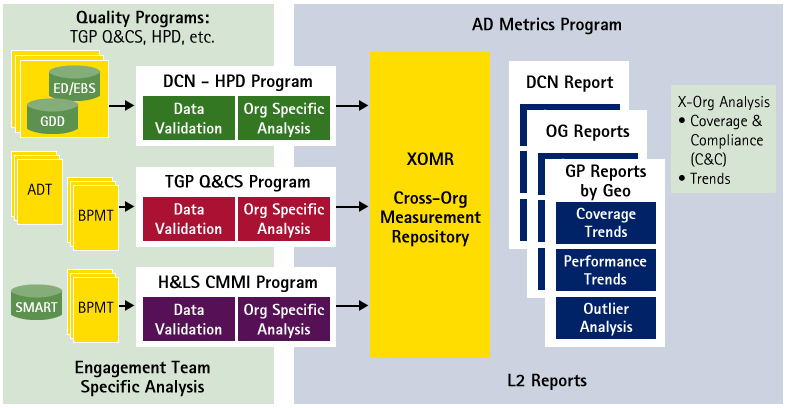 Quality Programs:
TGP Q&CS, HPD, etc.
ED/EBS
GDD
DCN – HPD Program
Data
Validation
Org Specific
Analysis
ADT
BPMT
TGP Q&CS Program
Data
Validation
Org Specific
Analysis
SMART
BPMT
H&LS CMMI Program
Data
Validation
Org Specific
Analysis
Engagement Team
Specific Analysis
AD Metrics Program
XOMR
Cross-Org
Measurement
Repository
DCN Report
OG Reports
GP Reports
by Geo
Coverage
Trends
Performance
Trends
Outlier
Analysis
X-Org Analysis
• Coverage &
Compliance
(C&C)
• Trends
L2 Reports